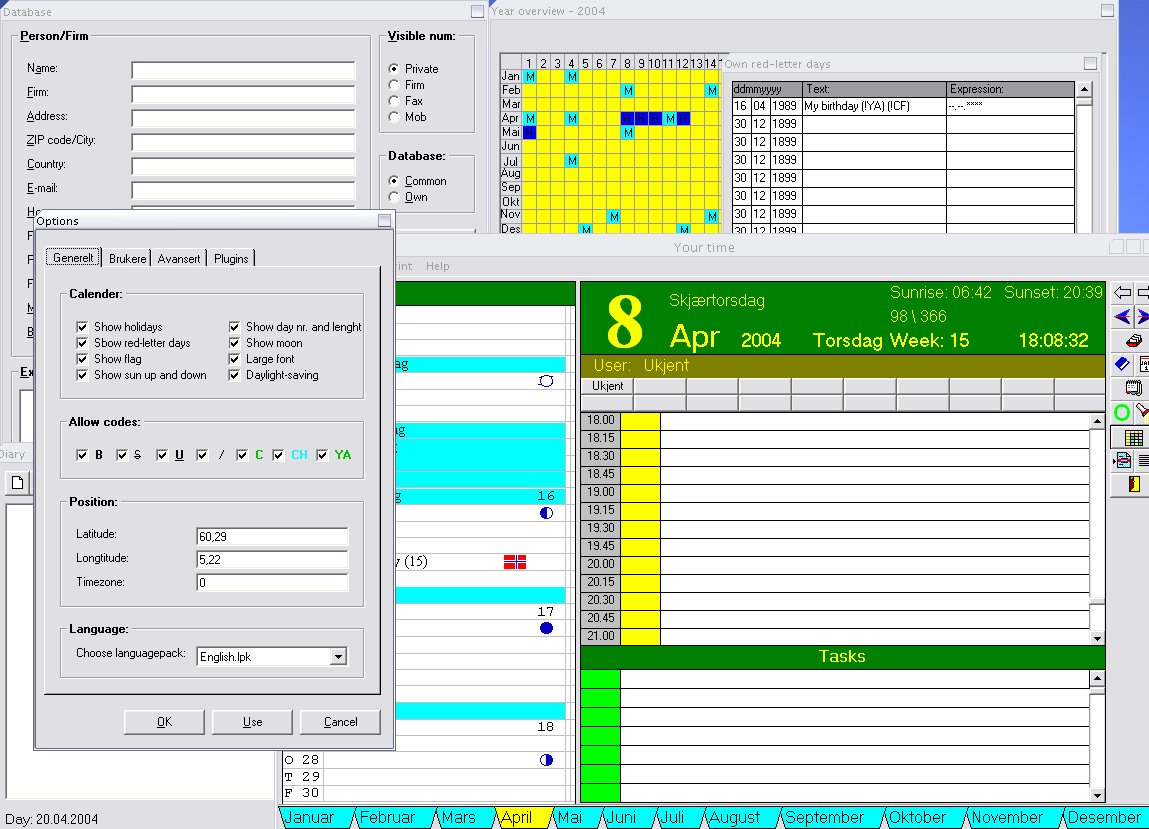 Database
Person/Firm
Name:
Firm:
Address:
ZIP code/City:
Country:
E-mail:
Visible num:
Private
Firm
Fax
Mob
Database:
Common
Own
Year overview - 2004
1 2 3 4 5 6 7 8 9 10 11 12 13 14
Jan M M
Feb M M
Mar
Apr M M H H H M H
Mai H M
Jun
Jul M
Aug
Sep
Okt
Nov M M
Des M M
Own red-letter days
ddmmyyyy Text: Expression:
16 04 1989 My birthday (!YA) (!CF) --.--.****
30 12 1899
30 12 1899
30 12 1899
30 12 1899
30 12 1899
30 12 1899
30 12 1899
Options
Generelt Brukere Avansert Plugins
Calender:
Show holidays
Sbow red-letter days
Show flag
Show sun up and down
Show day nr. and lenght
Show moon
Large font
Daylight-saving
Allow codes:
B S U / C CH YA
Position:
Latitude: 60,29
Longtitude: 5,22
Timezone: 0
Language:
Choose languagepack: English.lpk
OK Use Cancel
Diary
Day: 20.04.2004
Your time
Help
ag
16
(15)
17
18
O 28
T 29
F 30
8
Skjærtorsdag
Apr 2004
Sunrise: 06:42 Sunset: 20:39
98 \ 366
Torsdag Week: 15 18:08:32
User: Ukjent
Ukjent
18.00
18.15
18.30
18.45
19.00
19.15
19.30
19.45
20.00
20.15
20.30
20.45
21.00
Tasks
Januar Februar Mars April Mai Juni Juli August September Oktober November Desember